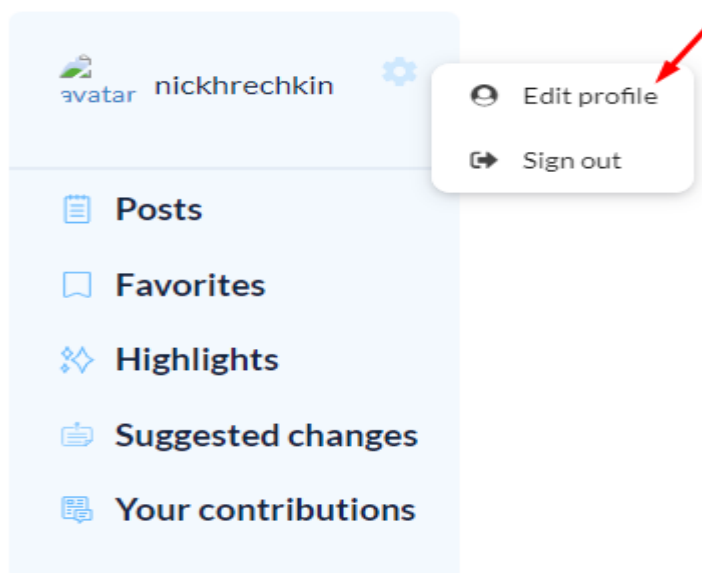 avatar
nickhrechkin
Edit profile
Sign out
Posts
Favorites
Highlights
Suggested changes
Your contributions